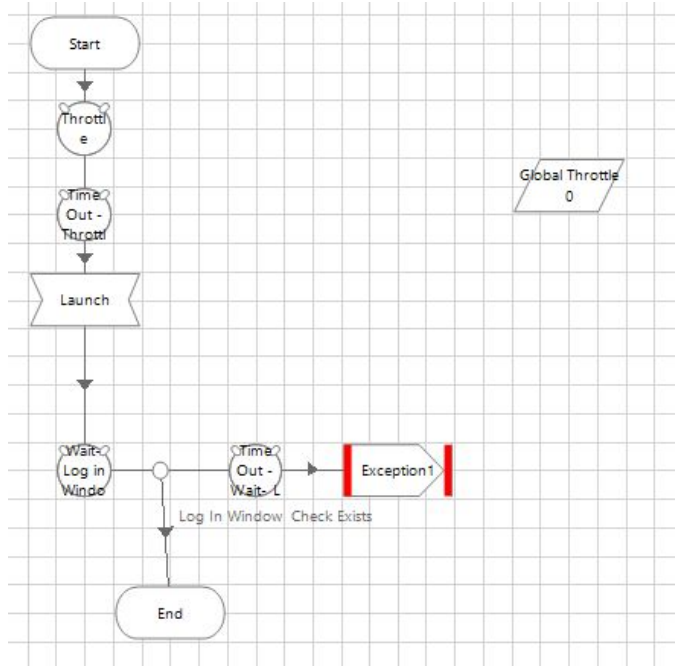 Start
Throttl
e
Global Throttle
0
Time
Out -
Throttl
Launch
Wait-
Log in
Windo
Time
Out -
Wait- L
Exception1
Log In Window Check Exists
End